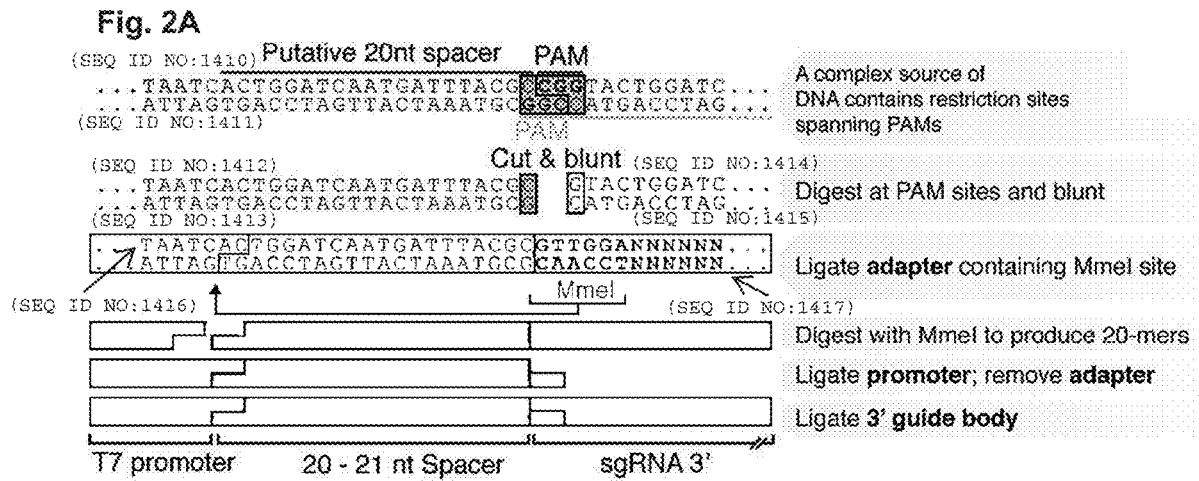 Fig. 2A
(SEQ ID NO:1410) Putative 20nt spacer PAM
...TAATCACTGGATCAATGATTTACG CGGTACTGGATC...
...ATTAGTGACCTAGTTACTAAATGCGGC ATGACCTAG...
(SEQ ID NO:1411) PAM
A complex source of
DNA contains restriction sites
spanning PAMs
(SEQ ID NO:1412) Cut & blunt (SEQ ID NO:1414)
...TAATCACTGGATCAATGATTTACG GTACTGGATC...
...ATTAGTGACCTAGTTACTAAATGC CATGACCTAG...
(SEQ ID NO:1413) (SEQ ID NO:1415)
Digest at PAM sites and blunt
...TAATCACTGGATCAATGATTTACGCGTTGGANNNNNN...
...ATTAGTGACCTAGTTACTAAATGCGCAACCTNNNNNN...
Ligate adapter containing MmeI site
(SEQ ID NO:1416) MmeI (SEQ ID NO:1417)
Digest with MmeI to produce 20-mers
Ligate promoter; remove adapter
Ligate 3' guide body
T7 promoter 20 - 21 nt Spacer sgRNA 3'